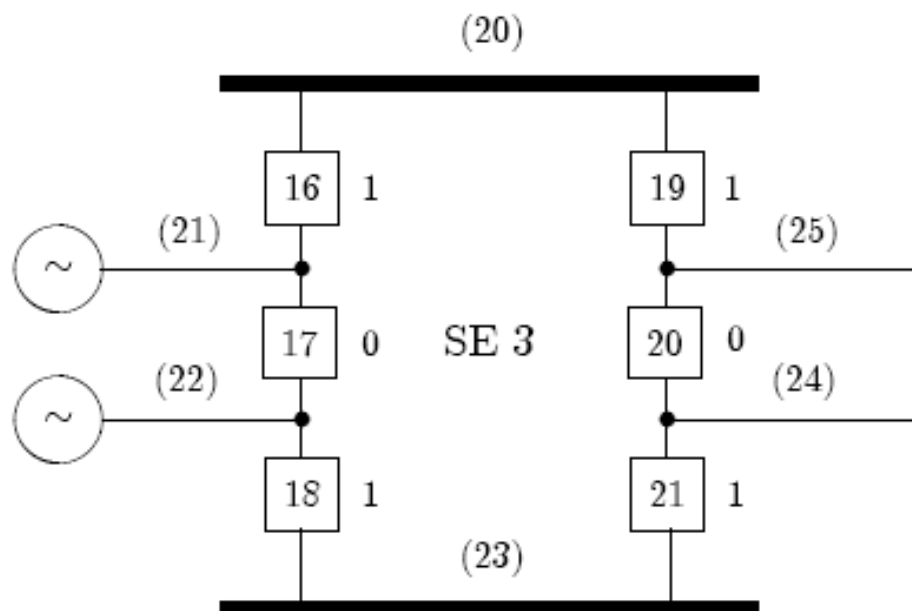 (20)
16 1 19 1
(21) (25)
~
17 0 SE 3 20 0
(22) (24)
~
18 1 21 1
(23)